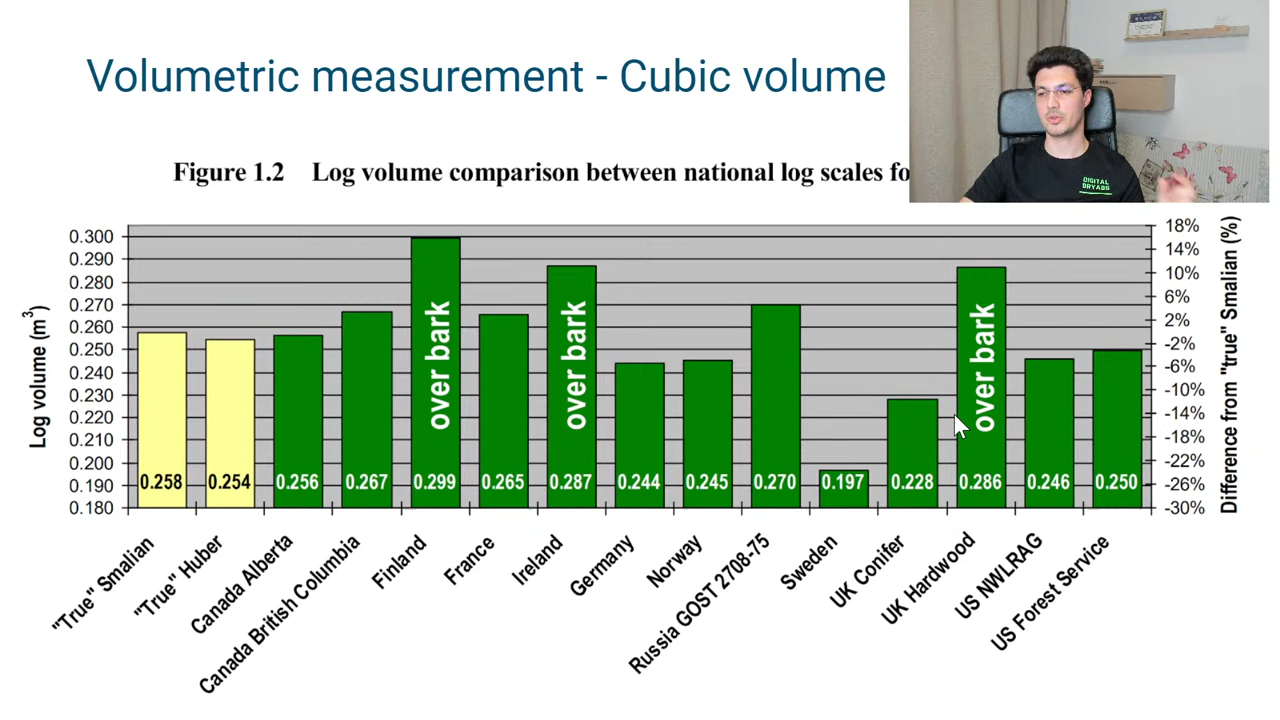 Volumetric measurement - Cubic volume
Figure 1.2 Log volume comparison between national log scales fo
DIGITAL
DRYADS
Log volume (m³)
0.300
0.290
0.280
0.270
0.260
0.250
0.240
0.230
0.220
0.210
0.200
0.190
0.180
over bark
over bark
over bark
0.258 0.254 0.256 0.267 0.299 0.265 0.287 0.244 0.245 0.270 0.197 0.228 0.286 0.246 0.250
18%
14%
10%
6%
2%
-2%
-6%
-10%
-14%
-18%
-22%
-26%
-30%
Difference from "true" Smalian (%)
"True" Smalian
"True" Huber
Canada Alberta
Canada British Columbia
Finland
France
Ireland
Germany
Norway
Russia GOST 2708-75
Sweden
UK Conifer
UK Hardwood
US NWLRAG
US Forest Service